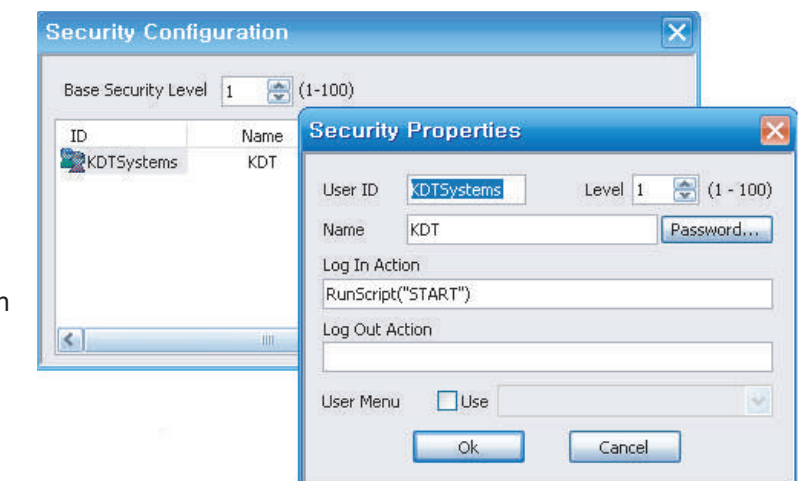 Security Configuration
Base Security Level 1 (1-100)
ID Name
KDTSystems KDT
Security Properties
User ID KDTSystems Level 1 (1 - 100)
Name KDT Password...
Log In Action
RunScript("START")
Log Out Action
User Menu Use
Ok Cancel